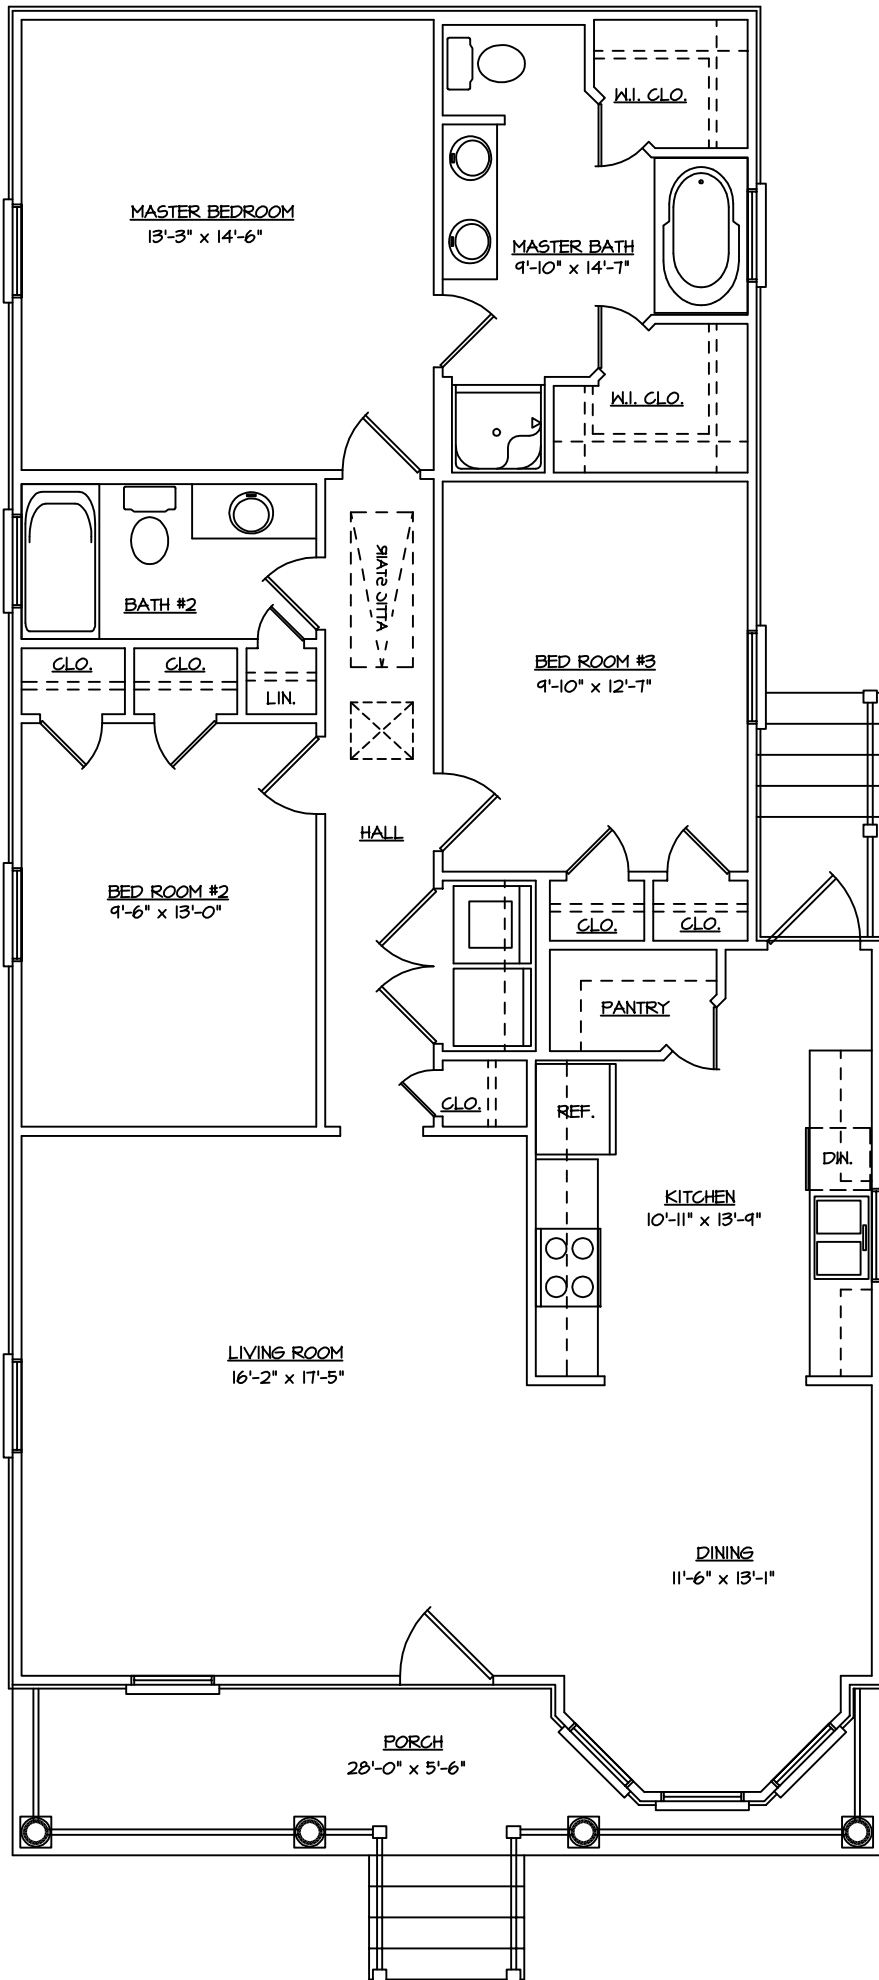 W.I. CLO.
MASTER BEDROOM
13'-3" x 14'-6"
MASTER BATH
9'-10" x 14'-7"
W.I. CLO.
ATTIC STAIR
BATH #2
CLO.
CLO.
LIN.
BED ROOM #3
9'-10" x 12'-7"
HALL
BED ROOM #2
9'-6" x 13'-0"
CLO.
CLO.
PANTRY
CLO.
REF.
DW.
KITCHEN
10'-11" x 13'-9"
LIVING ROOM
16'-2" x 17'-5"
DINING
11'-6" x 13'-1"
PORCH
28'-0" x 5'-6"